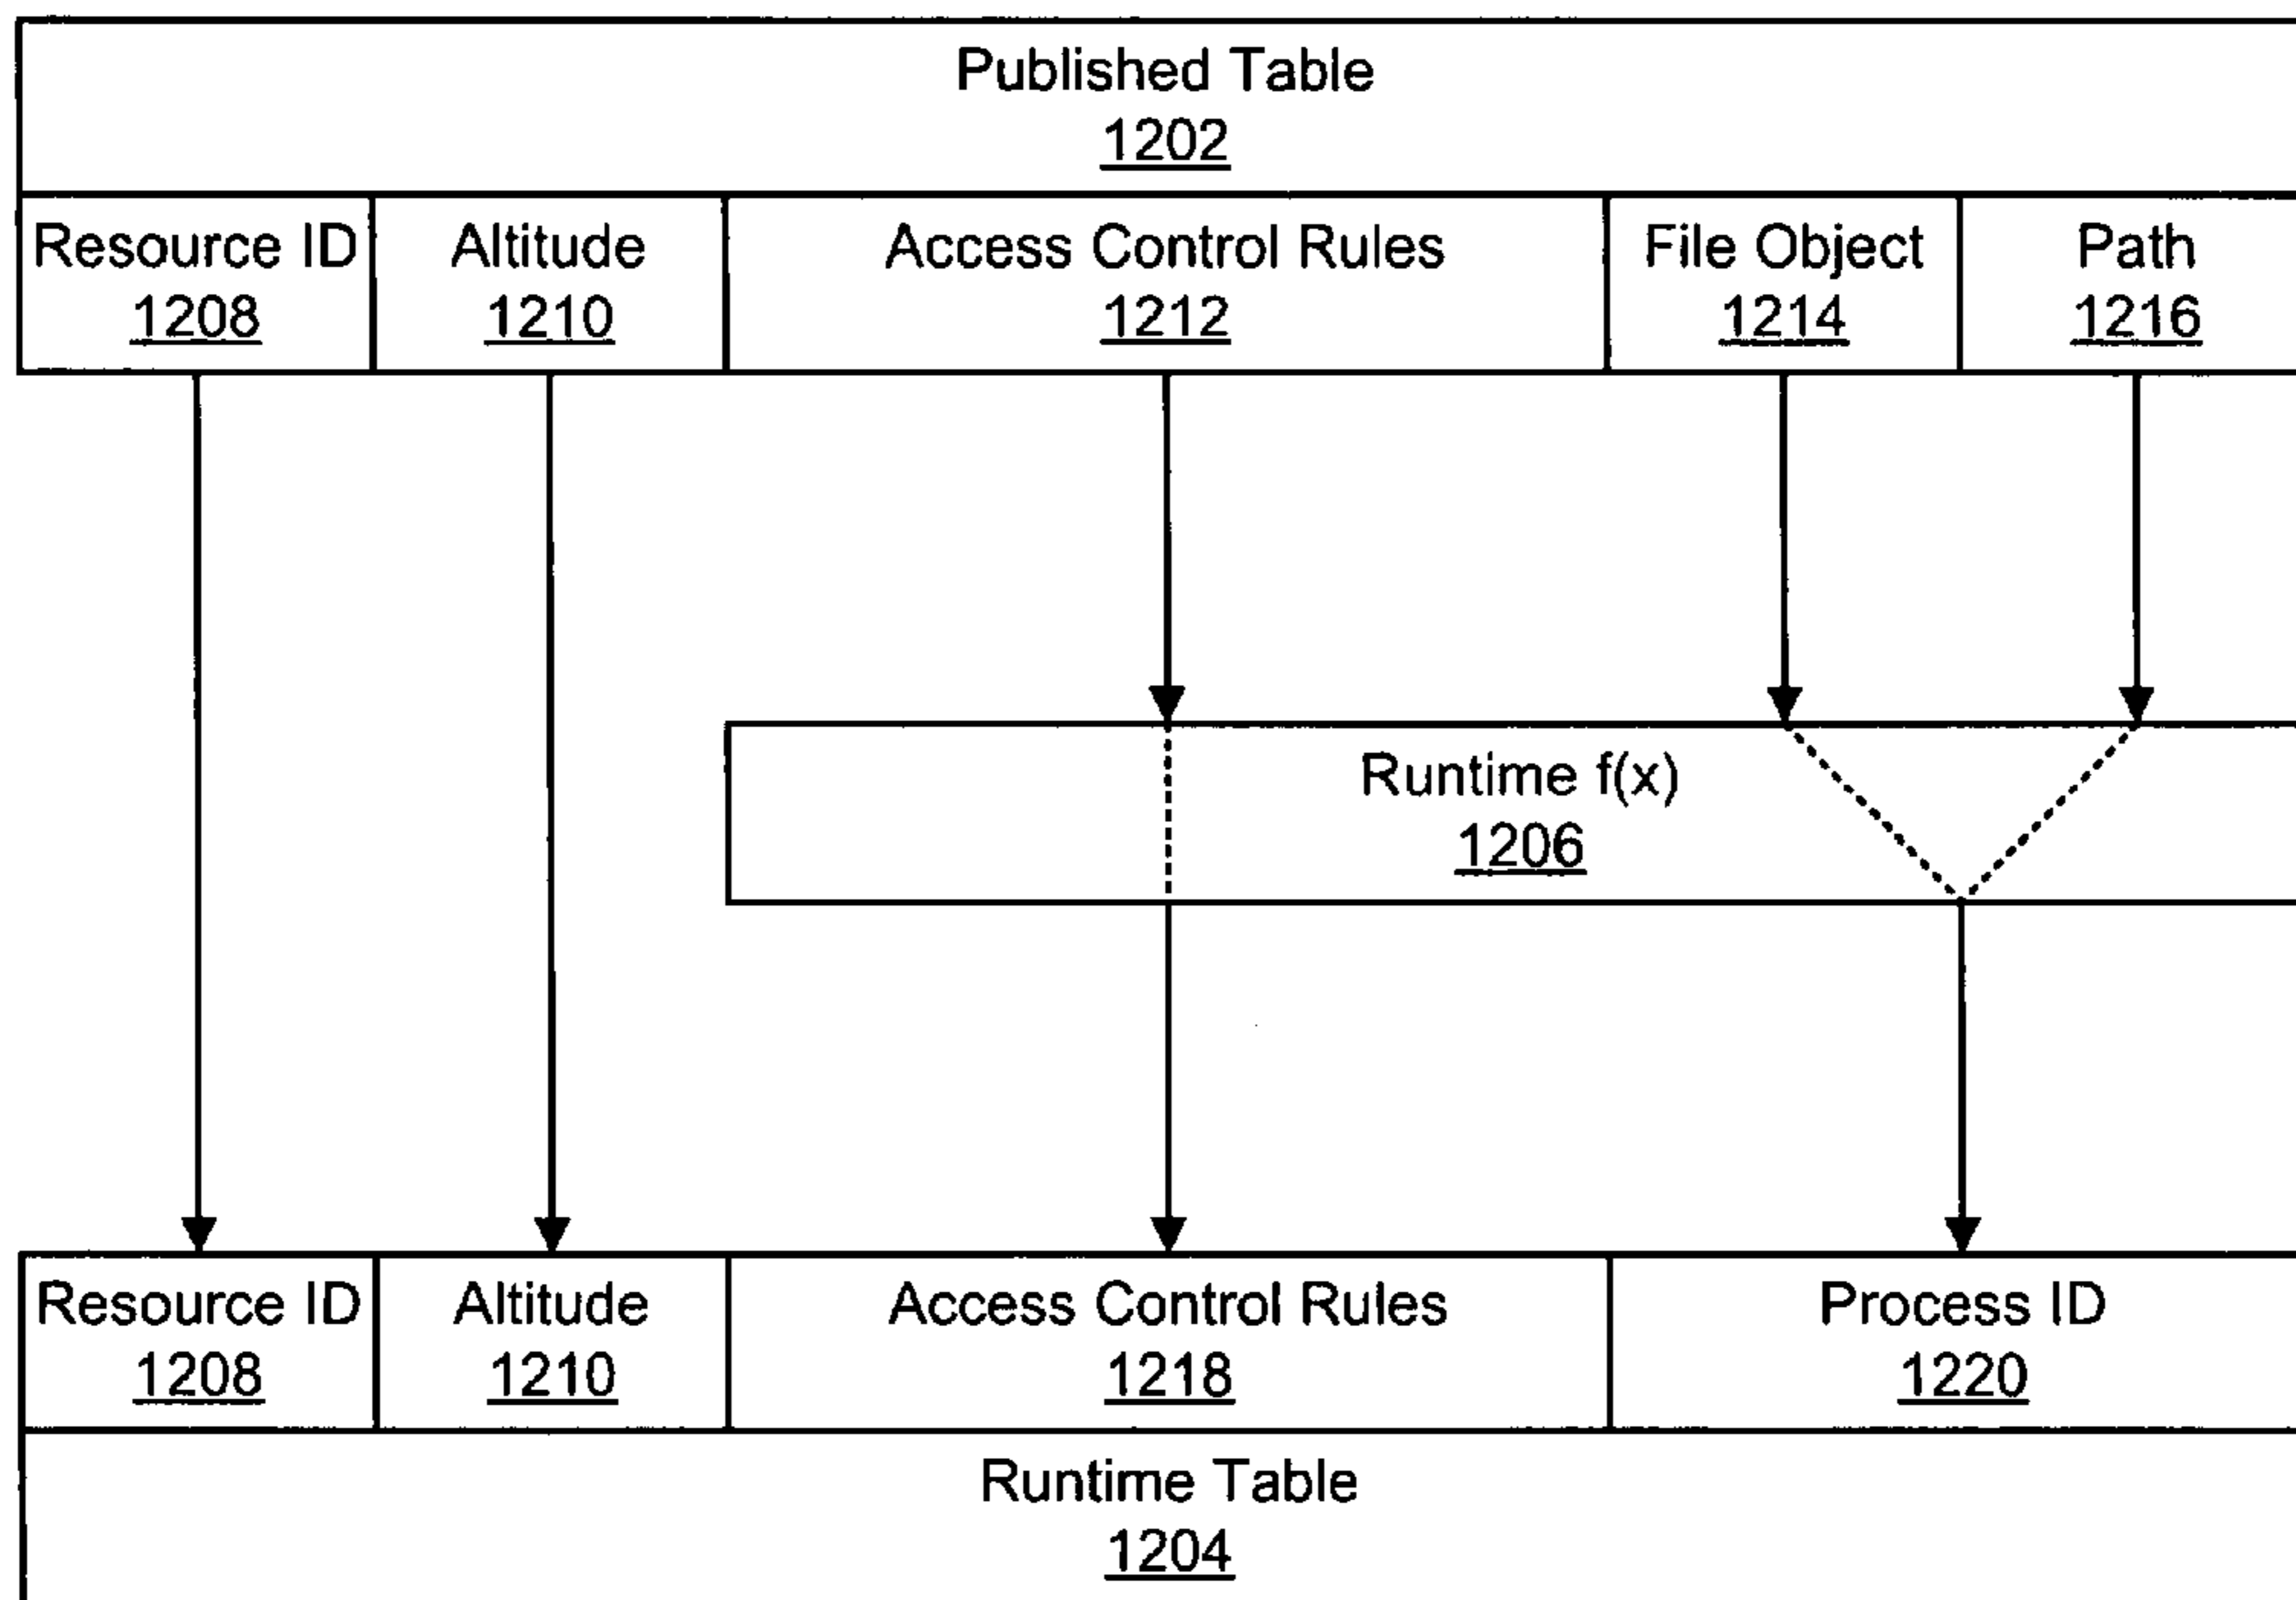 Published Table
1202
Resource ID
1208
Altitude
1210
Access Control Rules
1212
File Object
1214
Path
1216
Runtime f(x)
1206
Resource ID
1208
Altitude
1210
Access Control Rules
1218
Process ID
1220
Runtime Table
1204